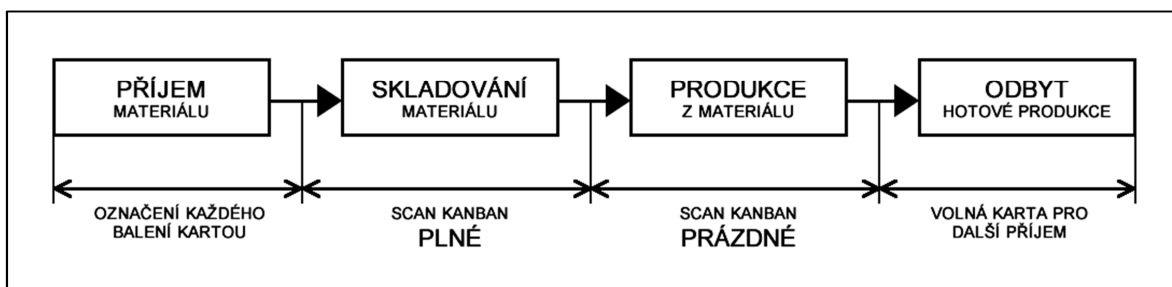 PŘÍJEM
MATERIÁLU
SKLADOVÁNÍ
MATERIÁLU
PRODUKCE
Z MATERIÁLU
ODBYT
HOTOVÉ PRODUKCE
OZNAČENÍ KAŽDÉHO
BALENÍ KARTOU
SCAN KANBAN
PLNÉ
SCAN KANBAN
PRÁZDNÉ
VOLNÁ KARTA PRO
DALŠÍ PŘÍJEM